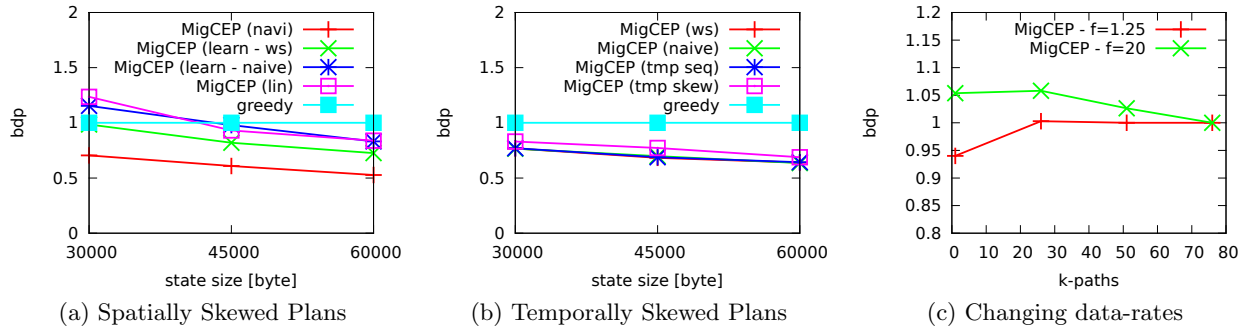 2
1.5
1
0.5
0
bdp
30000
45000
60000
state size [byte]
MigCEP (navi)
MigCEP (learn - ws)
MigCEP (learn - naive)
MigCEP (lin)
greedy
(a) Spatially Skewed Plans
2
1.5
1
0.5
0
bdp
30000
45000
60000
state size [byte]
MigCEP (ws)
MigCEP (naive)
MigCEP (tmp seq)
MigCEP (tmp skew)
greedy
(b) Temporally Skewed Plans
1.2
1.15
1.1
1.05
1
0.95
0.9
0.85
0.8
bdp
0 10 20 30 40 50 60 70 80
k-paths
MigCEP - f=1.25
MigCEP - f=20
(c) Changing data-rates